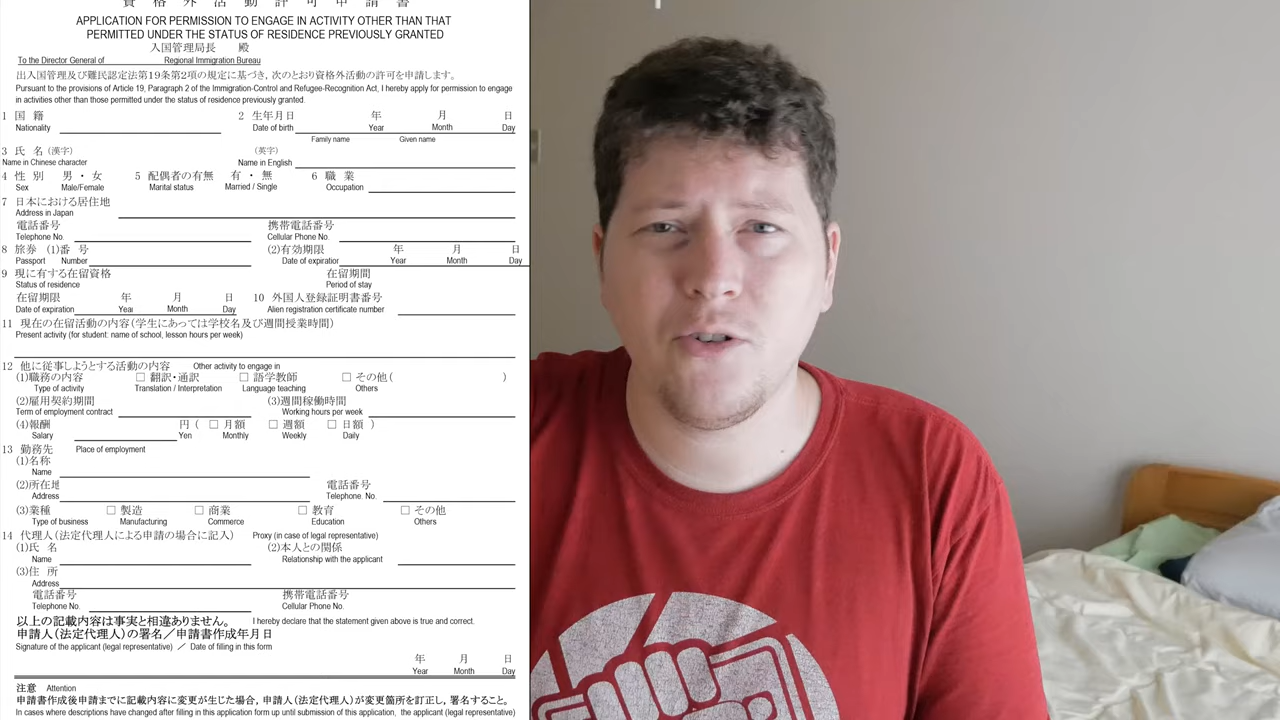 資 格 外 活 動 許 可 申 請 書
APPLICATION FOR PERMISSION TO ENGAGE IN ACTIVITY OTHER THAN THAT
PERMITTED UNDER THE STATUS OF RESIDENCE PREVIOUSLY GRANTED
入国管理局長 殿
To the Director General of Regional Immigration Bureau
出入国管理及び難民認定法第19条第2項の規定に基づき，次のとおり資格外活動の許可を申請します。
Pursuant to the provisions of Article 19, Paragraph 2 of the Immigration-Control and Refugee-Recognition Act, I hereby apply for permission to engage
in activities other than those permitted under the status of residence previously granted.
1 国 籍 2 生年月日 年 月 日
Nationality Date of birth Year Month Day
Family name Given name
3 氏 名 (漢字) (英字)
Name in Chinese character Name in English
4 性 別 男 ・ 女 5 配偶者の有無 有 ・ 無 6 職 業
Sex Male/Female Marital status Married / Single Occupation
7 日本における居住地
Address in Japan
電話番号 携帯電話番号
Telephone No. Cellular Phone No.
8 旅券 (1)番 号 (2)有効期限 年 月 日
Passport Number Date of expiration Year Month Day
9 現に有する在留資格 在留期間
Status of residence Period of stay
在留期限 年 月 日 10 外国人登録証明書番号
Date of expiration Year Month Day Alien registration certificate number
11 現在の在留活動の内容(学生にあっては学校名及び週間授業時間)
Present activity (for student: name of school, lesson hours per week)
12 他に従事しようとする活動の内容 Other activity to engage in
(1)職務の内容 □ 翻訳・通訳 □ 語学教師 □ その他( )
Type of activity Translation / Interpretation Language teaching Others
(2)雇用契約期間 (3)週間稼働時間
Term of employment contract Working hours per week
(4)報酬 円 ( □ 月額 □ 週額 □ 日額 )
Salary Yen Monthly Weekly Daily
13 勤務先 Place of employment
(1)名称
Name
(2)所在地 電話番号
Address Telephone. No.
(3)業種 □ 製造 □ 商業 □ 教育 □ その他
Type of business Manufacturing Commerce Education Others
14 代理人(法定代理人による申請の場合に記入) Proxy (in case of legal representative)
(1)氏 名 (2)本人との関係
Name Relationship with the applicant
(3)住 所
Address
電話番号 携帯電話番号
Telephone No. Cellular Phone No.
以上の記載内容は事実と相違ありません。 I hereby declare that the statement given above is true and correct.
申請人(法定代理人)の署名／申請書作成年月日
Signature of the applicant (legal representative) ／ Date of filling in this form
年 月 日
Year Month Day
注意 Attention
申請書作成後申請までに記載内容に変更が生じた場合，申請人(法定代理人)が変更箇所を訂正し，署名すること。
In cases where descriptions have changed after filling in this application form up until submission of this application, the applicant (legal representative)